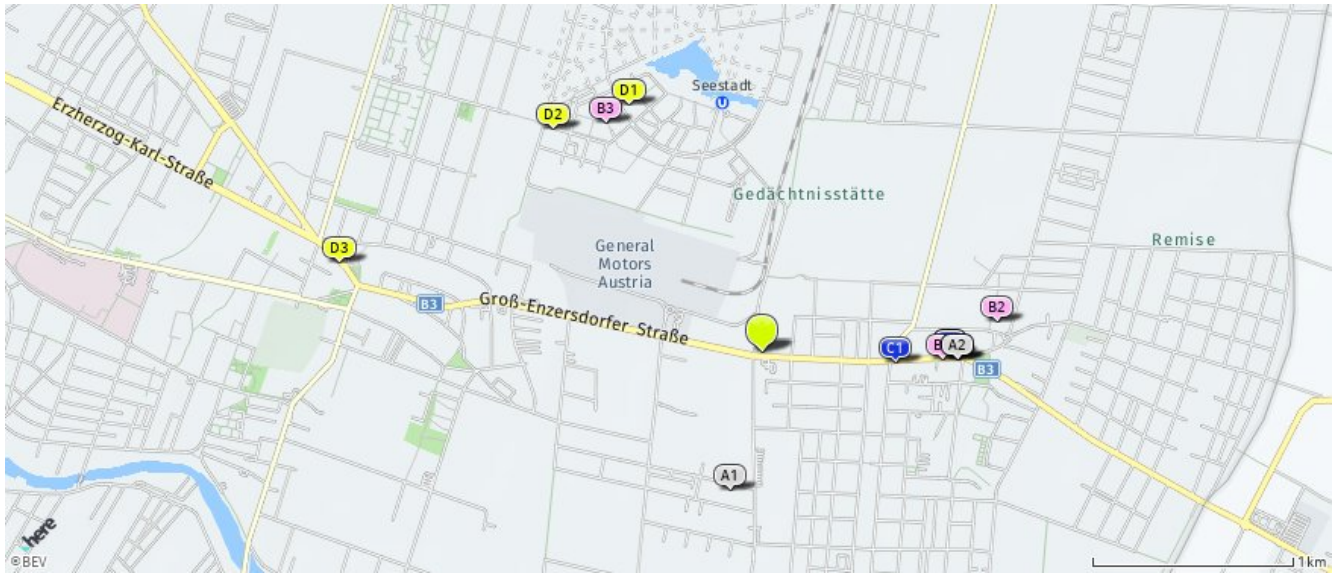 D1
Seestadt
U
B3
D2
Erzherzog-Karl-Straße
Gedächtnisstätte
D3
General
Motors
Austria
Remise
B3
Groß-Enzersdorfer Straße
B2
C1
A2
B3
A1
here
©BEV
1km